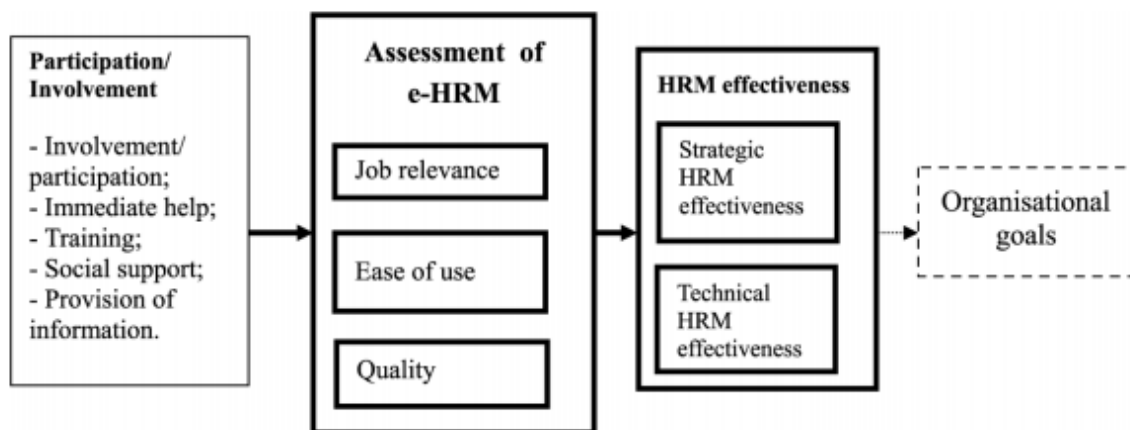 Participation/
Involvement
- Involvement/
participation;
- Immediate help;
- Training;
- Social support;
- Provision of
information.
Assessment of
e-HRM
Job relevance
Ease of use
Quality
HRM effectiveness
Strategic
HRM
effectiveness
Technical
HRM
effectiveness
Organisational
goals